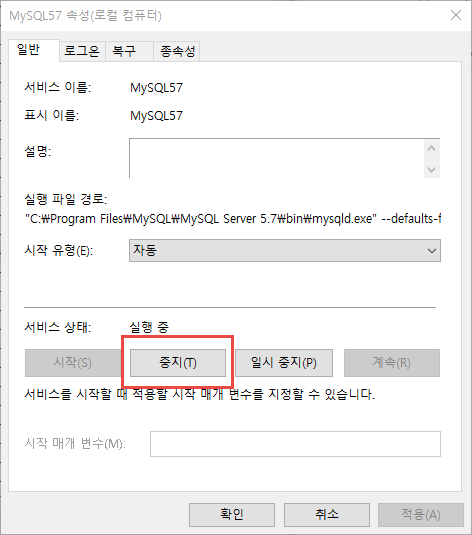 MySQL57 속성(로컬 컴퓨터)
일반 로그온 복구 종속성
서비스 이름: MySQL57
표시 이름: MySQL57
설명:
실행 파일 경로:
"C:₩Program Files₩MySQL₩MySQL Server 5.7₩bin₩mysqld.exe" --defaults-f
시작 유형(E): 자동
서비스 상태: 실행 중
시작(S) 중지(T) 일시 중지(P) 계속(R)
서비스를 시작할 때 적용할 시작 매개 변수를 지정할 수 있습니다.
시작 매개 변수(M):
확인 취소 적용(A)